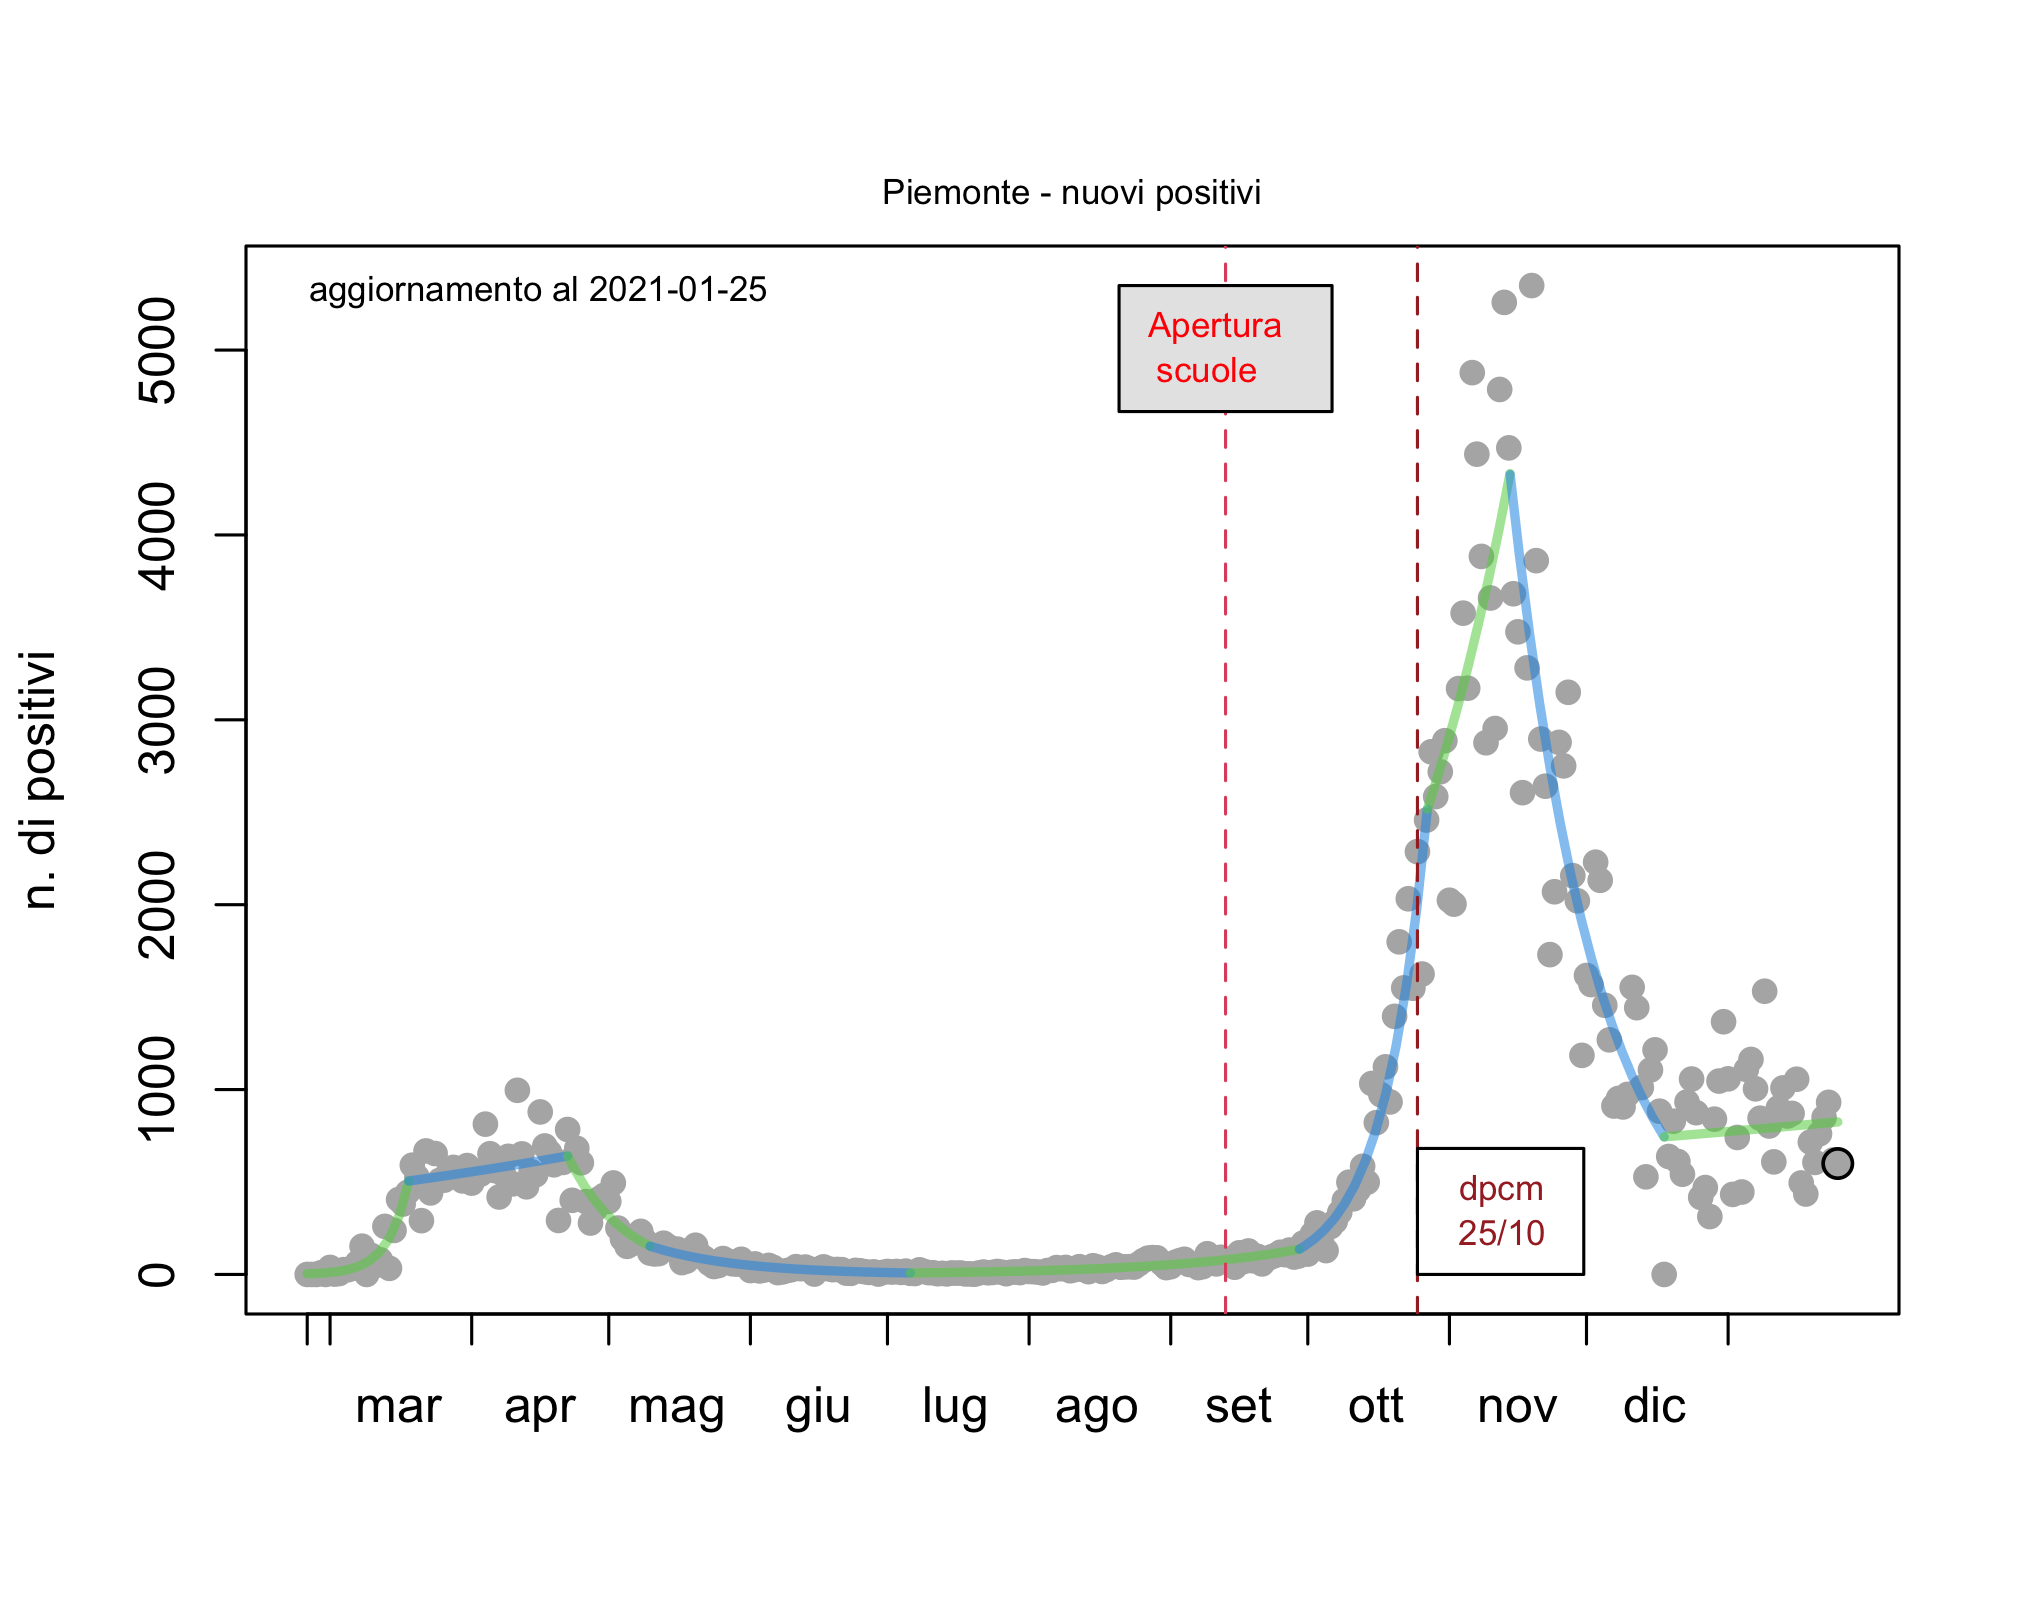 Piemonte - nuovi positivi
aggiornamento al 2021-01-25
Apertura
scuole
5000
4000
3000
2000
1000
0
n. di positivi
dpcm
25/10
mar apr mag giu lug ago set ott nov dic